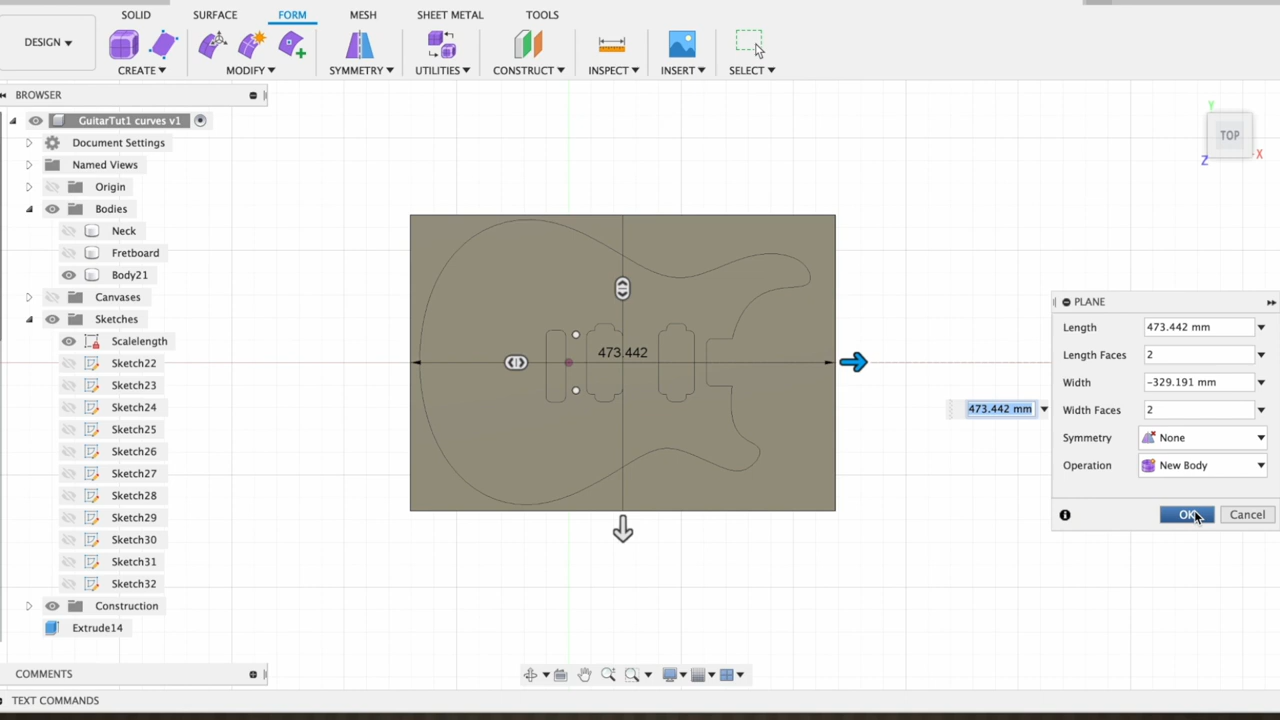 SOLID SURFACE FORM MESH SHEET METAL TOOLS
DESIGN
CREATE MODIFY SYMMETRY UTILITIES CONSTRUCT INSPECT INSERT SELECT
BROWSER
GuitarTut1 curves v1
Document Settings
Named Views
Origin
Bodies
Neck
Fretboard
Body21
Canvases
Sketches
Scalelength
Sketch22
Sketch23
Sketch24
Sketch25
Sketch26
Sketch27
Sketch28
Sketch29
Sketch30
Sketch31
Sketch32
Construction
Extrude14
COMMENTS
TEXT COMMANDS
473.442
473.442 mm
Y
TOP
Z
X
PLANE
Length 473.442 mm
Length Faces 2
Width -329.191 mm
Width Faces 2
Symmetry None
Operation New Body
OK Cancel